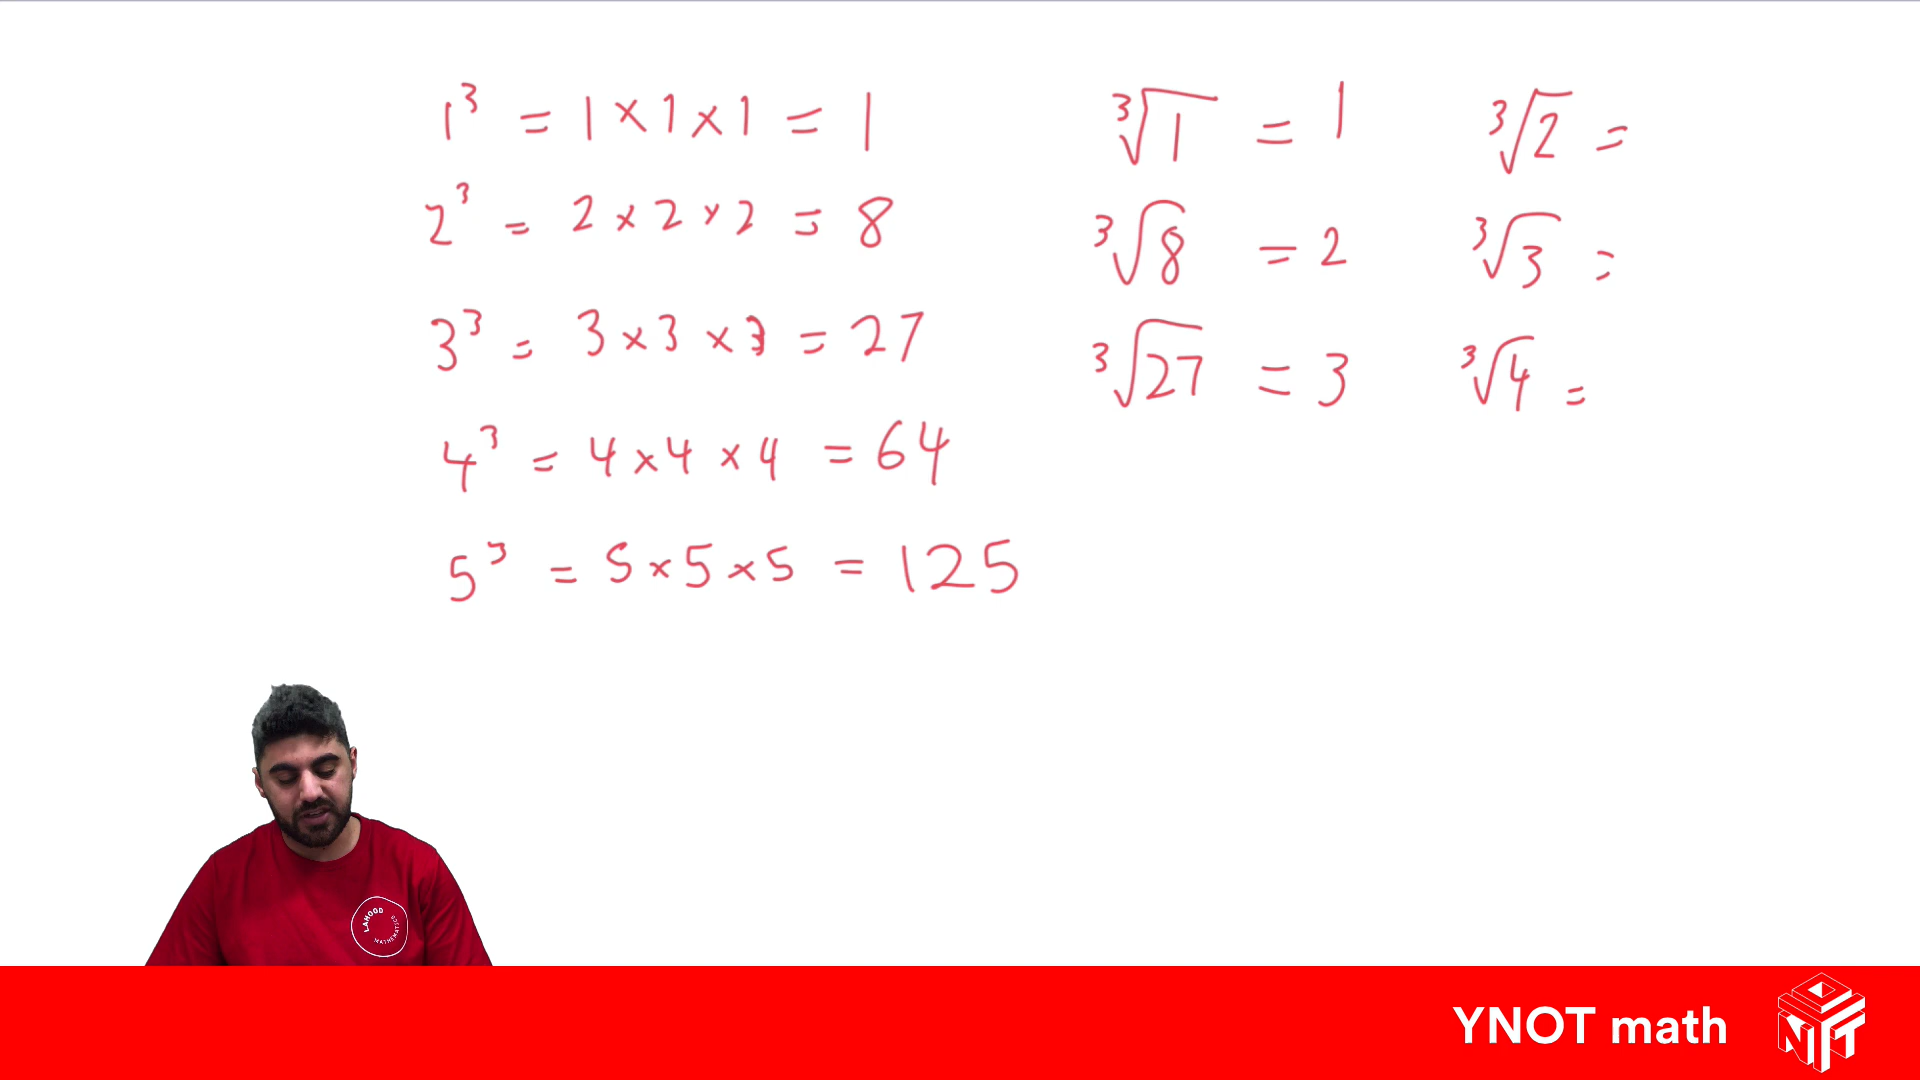 1³ = 1 × 1 × 1 = 1
2³ = 2 × 2 × 2 = 8
3³ = 3 × 3 × 3 = 27
4³ = 4 × 4 × 4 = 64
5³ = 5 × 5 × 5 = 125
³√1 = 1
³√8 = 2
³√27 = 3
³√2 =
³√3 =
³√4 =
LAHOOD
YNOT math